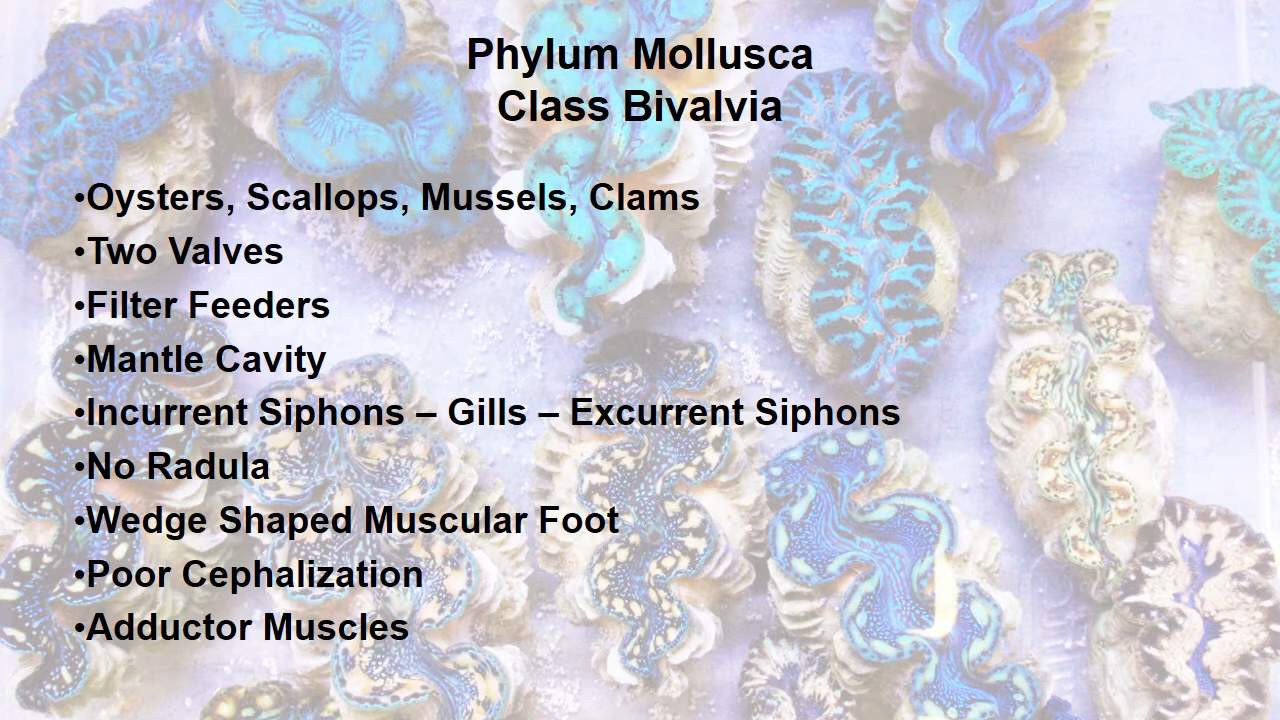 Phylum Mollusca
Class Bivalvia
•Oysters, Scallops, Mussels, Clams
•Two Valves
•Filter Feeders
•Mantle Cavity
•Incurrent Siphons – Gills – Excurrent Siphons
•No Radula
•Wedge Shaped Muscular Foot
•Poor Cephalization
•Adductor Muscles